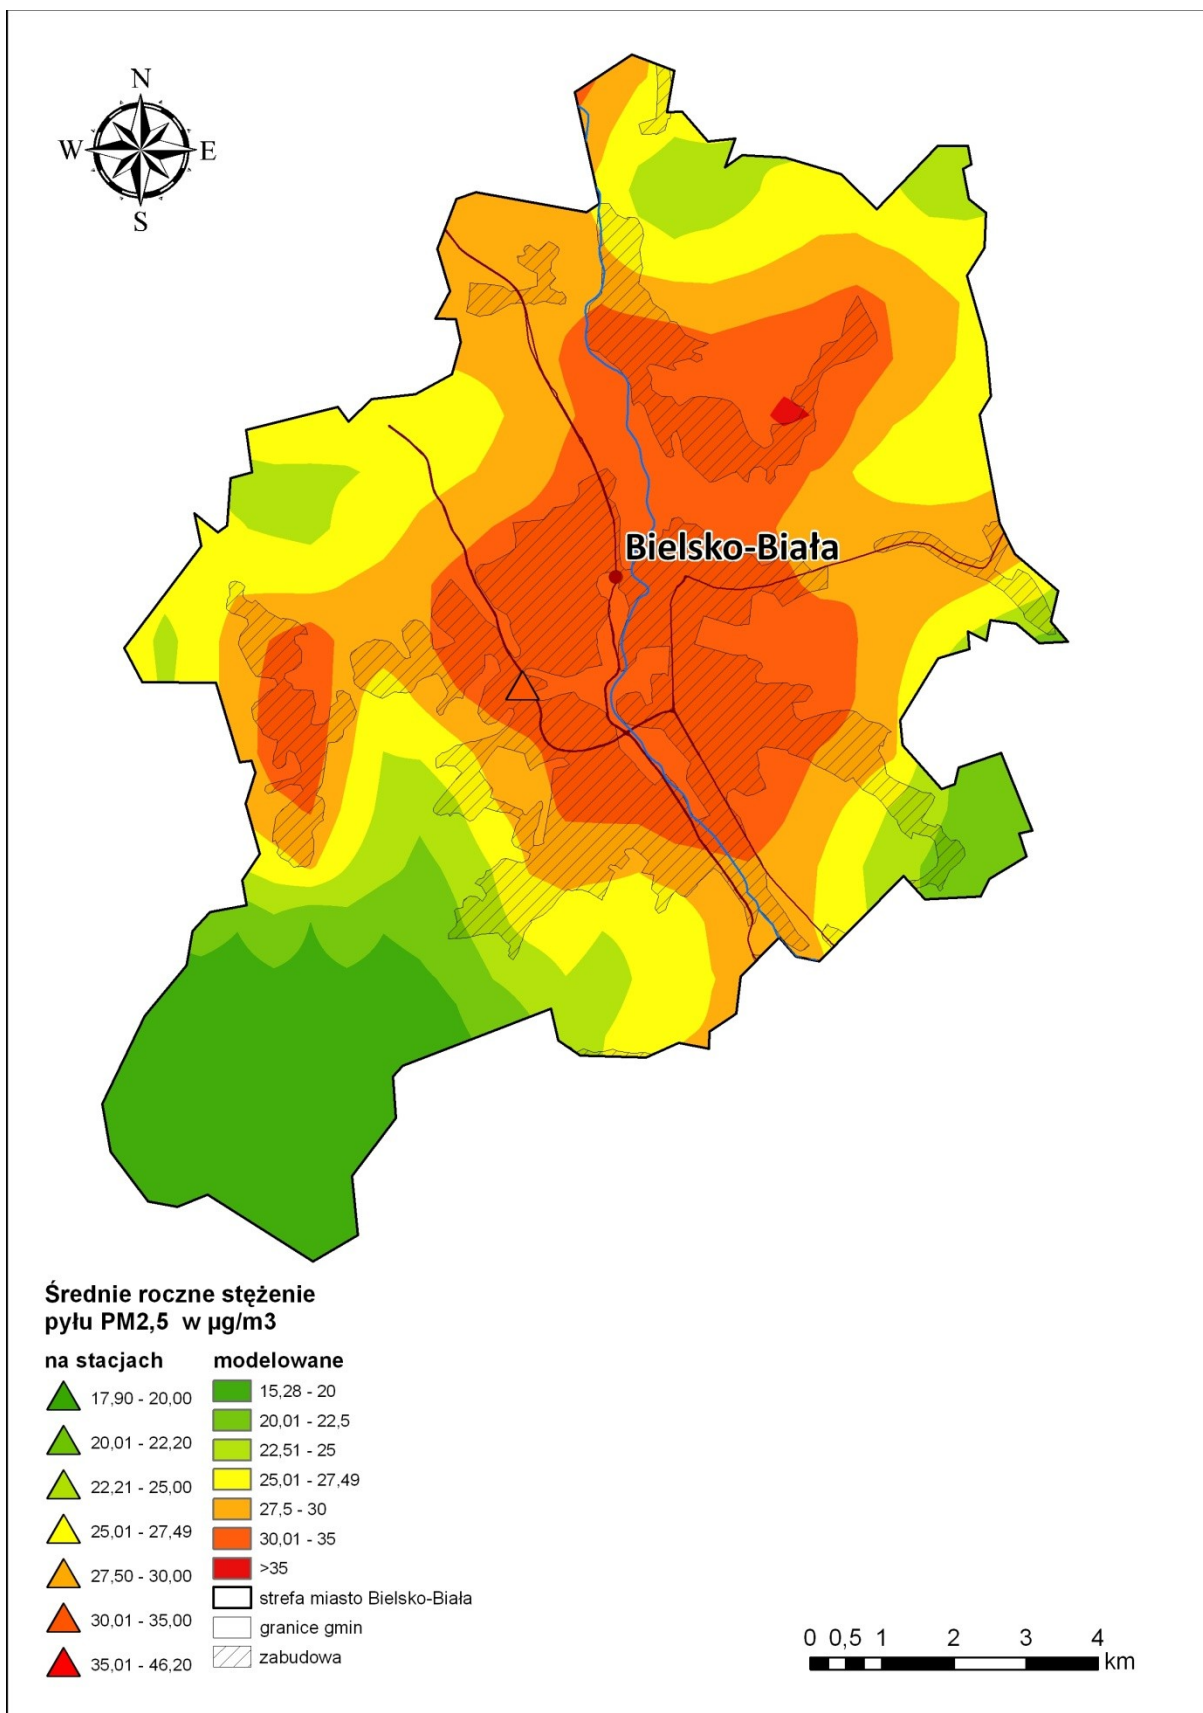 N
W E
S
Bielsko-Biała
Średnie roczne stężenie
pyłu PM2,5 w µg/m3
na stacjach
17,90 - 20,00
20,01 - 22,20
22,21 - 25,00
25,01 - 27,49
27,50 - 30,00
30,01 - 35,00
35,01 - 46,20
modelowane
15,28 - 20
20,01 - 22,5
22,51 - 25
25,01 - 27,49
27,5 - 30
30,01 - 35
>35
strefa miasto Bielsko-Biała
granice gmin
zabudowa
0 0,5 1 2 3 4
km